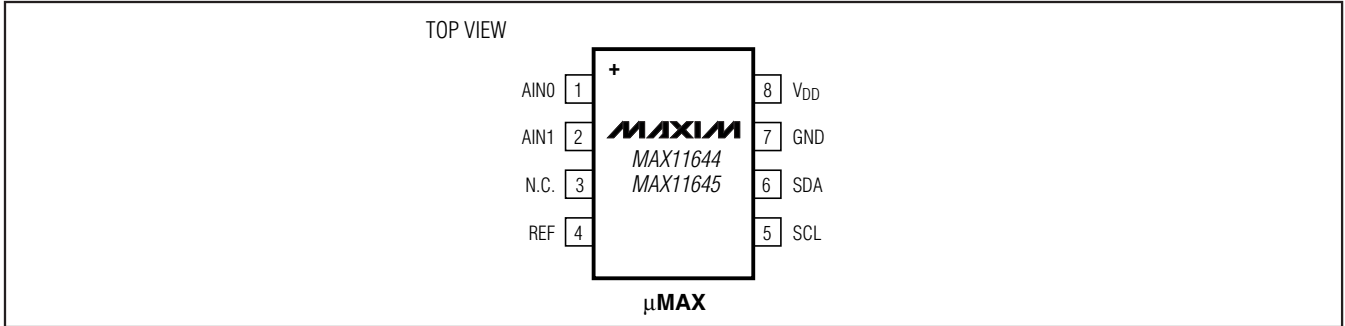 TOP VIEW
+
AIN0 1
AIN1 2
N.C. 3
REF 4
MAXIM
MAX11644
MAX11645
8 VDD
7 GND
6 SDA
5 SCL
µMAX